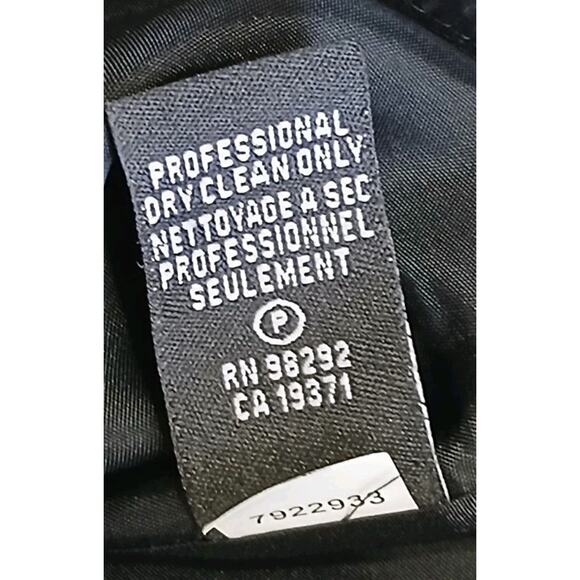 PROFESSIONAL
DRY CLEAN ONLY
NETTOYAGE A SEC
PROFESSIONNEL
SEULEMENT
P
RN 98292
CA 19371
7922933